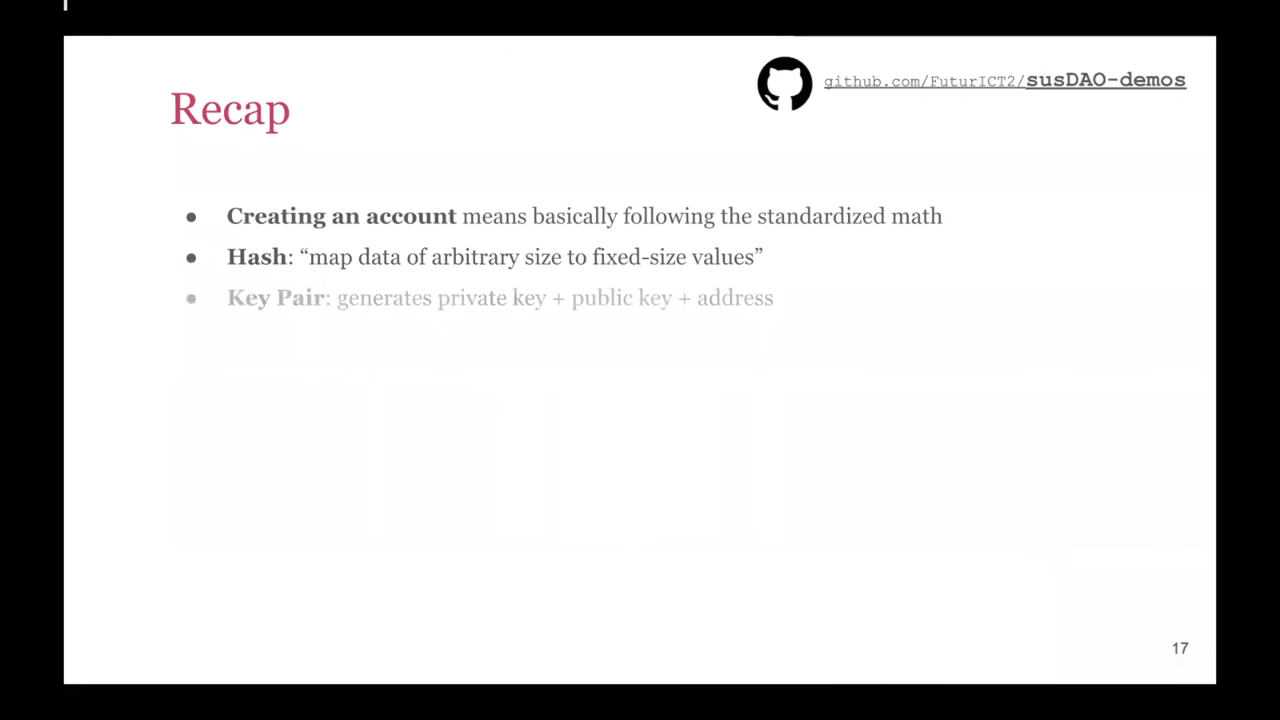 github.com/FuturICT2/susDAO-demos
Recap
● Creating an account means basically following the standardized math
● Hash: “map data of arbitrary size to fixed-size values”
● Key Pair: generates private key + public key + address
17